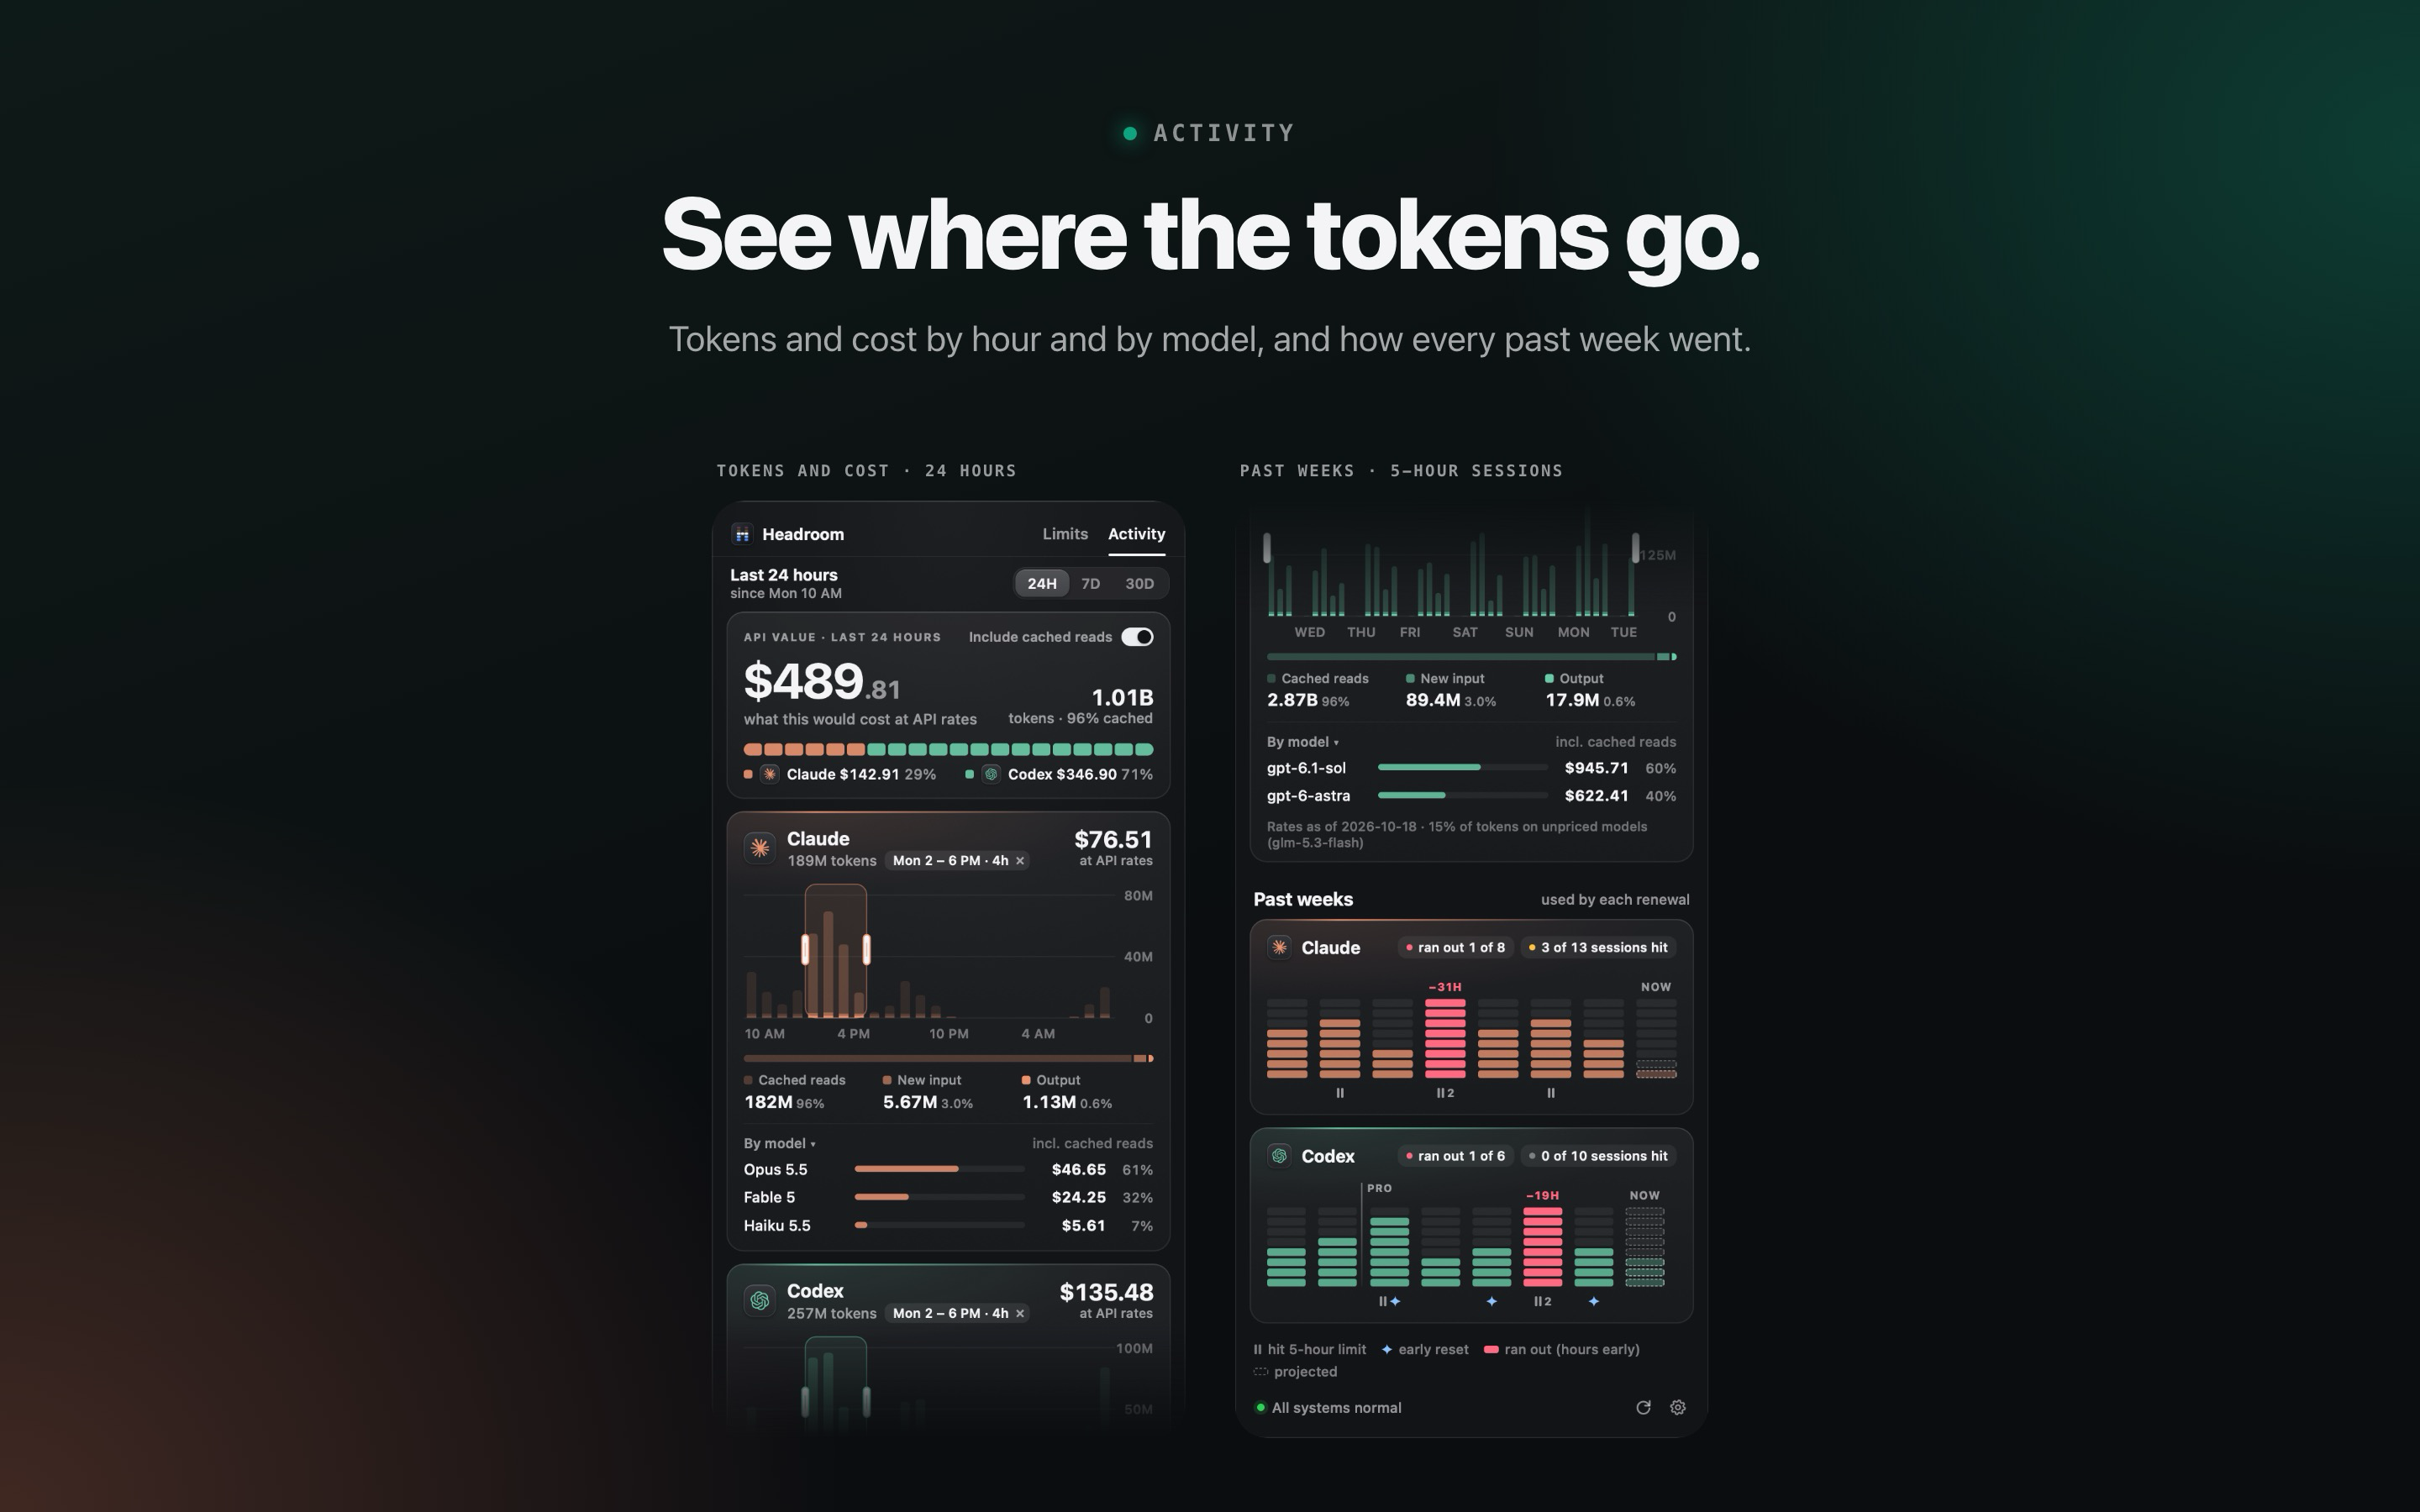 ACTIVITY
See where the tokens go.
Tokens and cost by hour and by model, and how every past week went.
TOKENS AND COST · 24 HOURS
Headroom Limits Activity
Last 24 hours
since Mon 10 AM
24H 7D 30D
API VALUE · LAST 24 HOURS Include cached reads
$489.81
1.01B
what this would cost at API rates tokens · 96% cached
Claude $142.91 29% Codex $346.90 71%
Claude $76.51
189M tokens Mon 2 – 6 PM · 4h × at API rates
80M
40M
0
10 AM 4 PM 10 PM 4 AM
Cached reads New input Output
182M 96% 5.67M 3.0% 1.13M 0.6%
By model ▾ incl. cached reads
Opus 5.5 $46.65 61%
Fable 5 $24.25 32%
Haiku 5.5 $5.61 7%
Codex $135.48
257M tokens Mon 2 – 6 PM · 4h × at API rates
100M
50M
PAST WEEKS · 5-HOUR SESSIONS
125M
0
WED THU FRI SAT SUN MON TUE
Cached reads New input Output
2.87B 96% 89.4M 3.0% 17.9M 0.6%
By model ▾ incl. cached reads
gpt-6.1-sol $945.71 60%
gpt-6-astra $622.41 40%
Rates as of 2026-10-18 · 15% of tokens on unpriced models
(glm-5.3-flash)
Past weeks used by each renewal
Claude ran out 1 of 8 3 of 13 sessions hit
–31H NOW
2
Codex ran out 1 of 6 0 of 10 sessions hit
PRO
–19H NOW
2
hit 5-hour limit early reset ran out (hours early)
projected
All systems normal